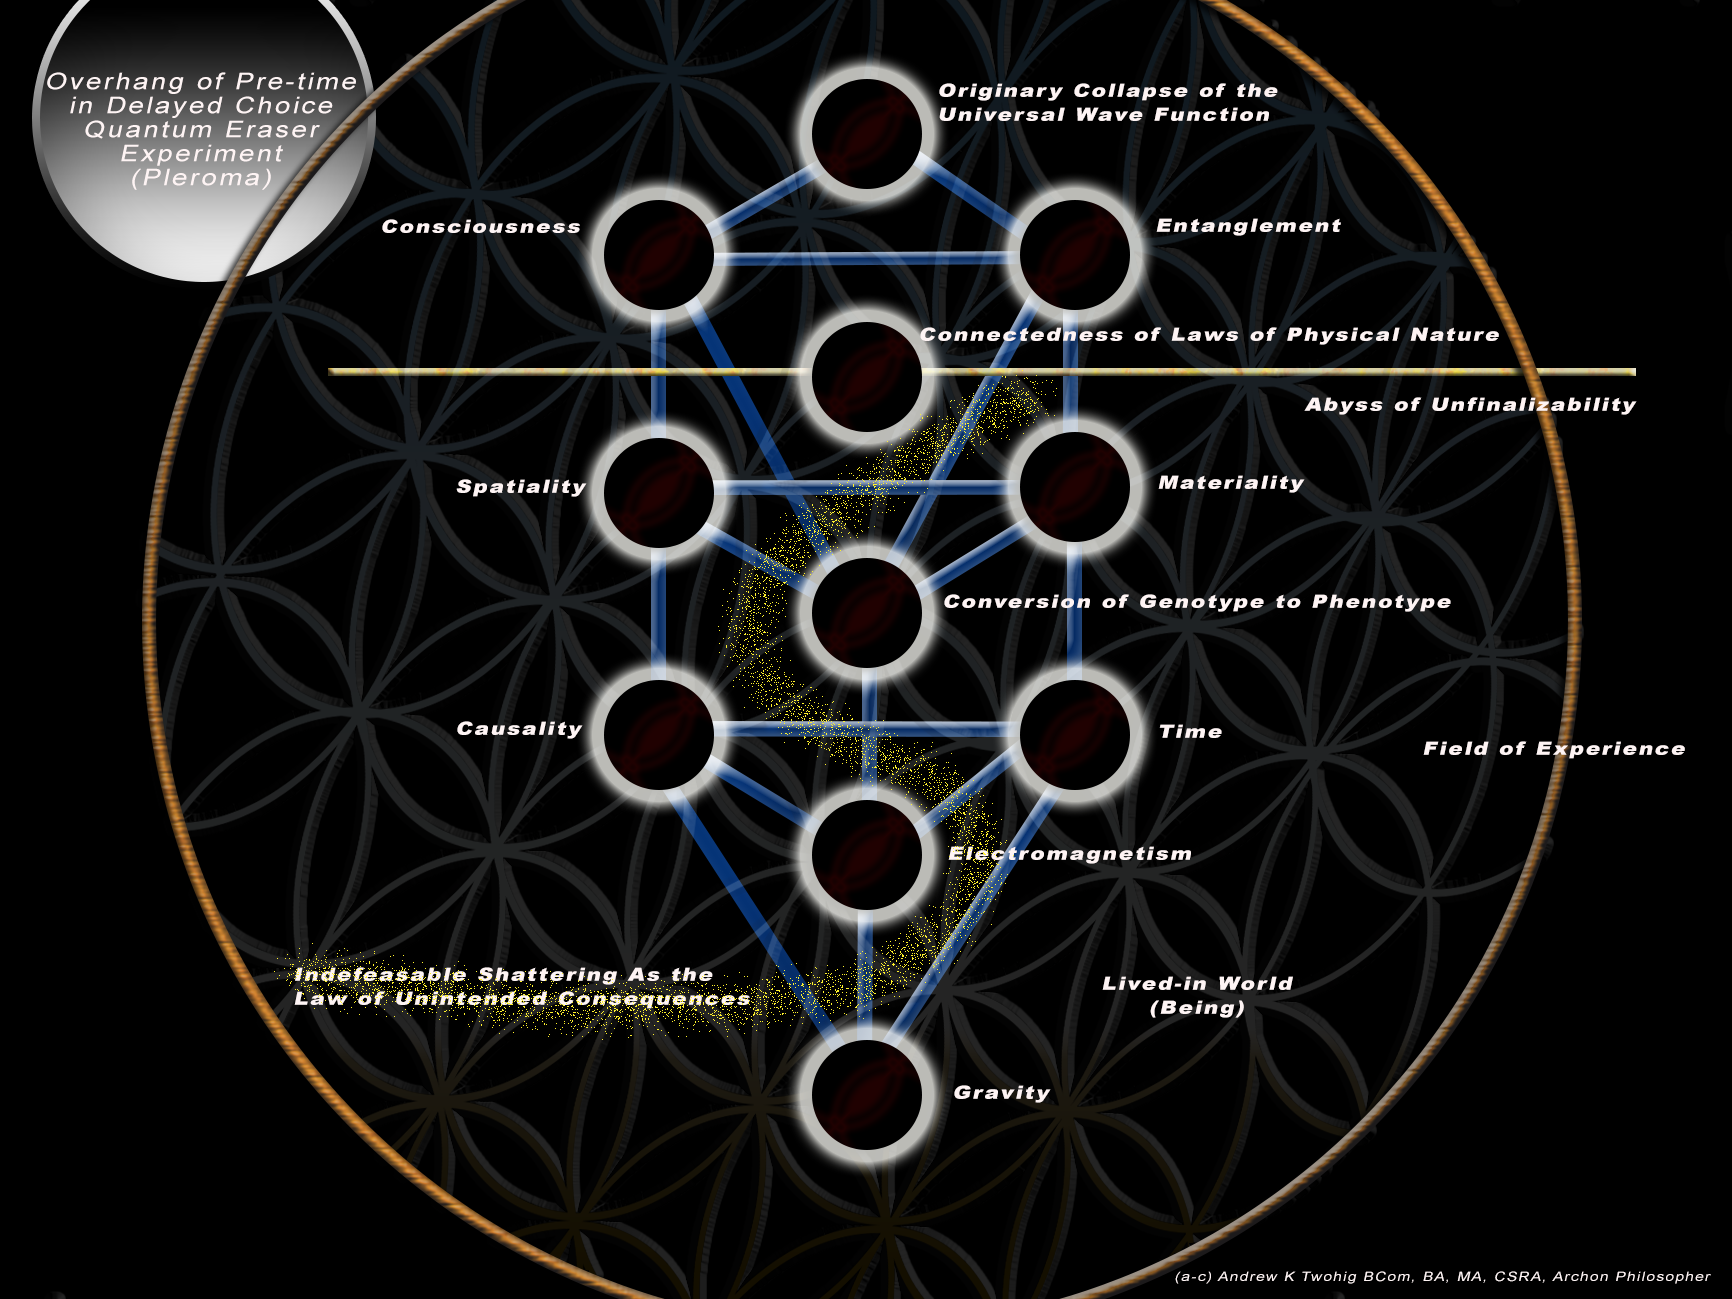 Overhang of Pre-time
in Delayed Choice
Quantum Eraser
Experiment
(Pleroma)
Originary Collapse of the
Universal Wave Function
Consciousness
Entanglement
Connectedness of Laws of Physical Nature
Abyss of Unfinalizability
Spatiality
Materiality
Conversion of Genotype to Phenotype
Causality
Time
Field of Experience
Electromagnetism
Indefeasable Shattering As the
Law of Unintended Consequences
Lived-in World
(Being)
Gravity
(a-c) Andrew K Twohig BCom, BA, MA, CSRA, Archon Philosopher